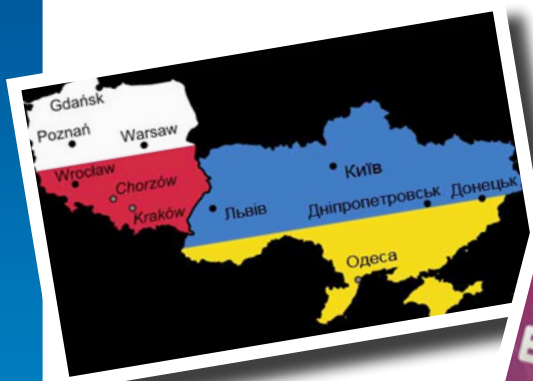 Gdańsk
Poznań
Warsaw
Wrocław
Chorzów
Kraków
Київ
Львів
Дніпропетровськ
Донецьк
Одеса